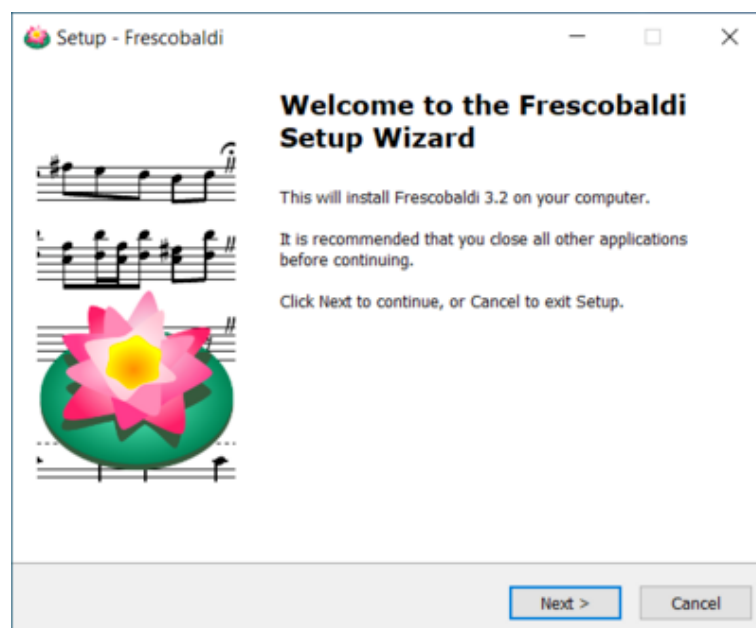 Setup - Frescobaldi
Welcome to the Frescobaldi
Setup Wizard
This will install Frescobaldi 3.2 on your computer.
It is recommended that you close all other applications
before continuing.
Click Next to continue, or Cancel to exit Setup.
Next >
Cancel